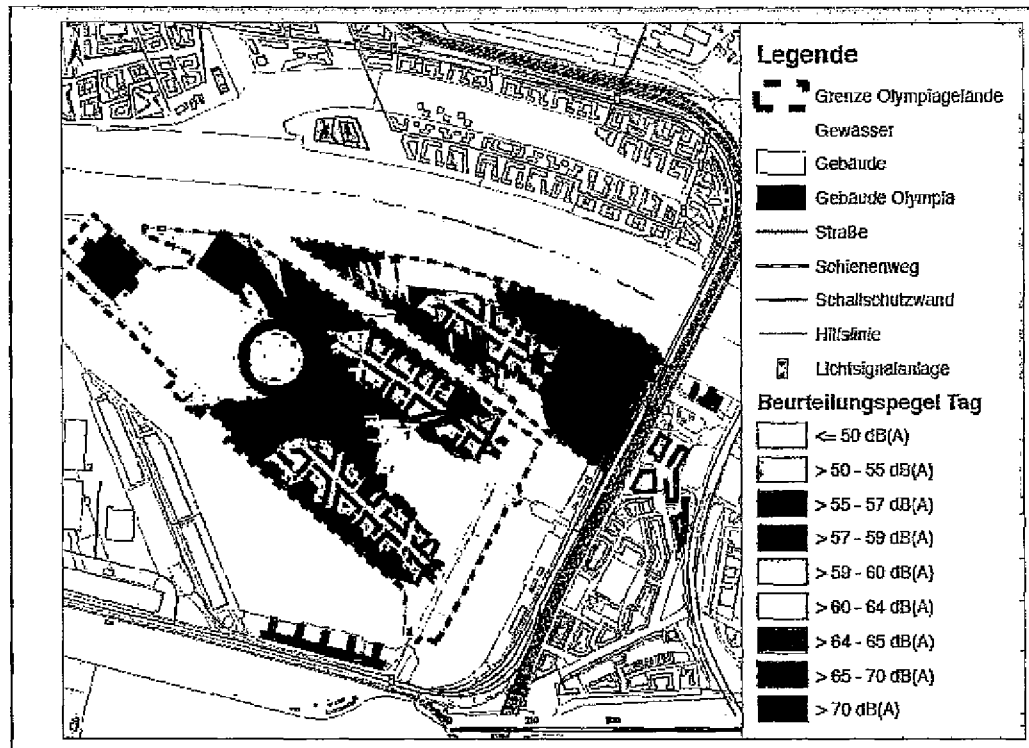 Legende
Grenze Olympiagelände
Gewässer
Gebäude
Gebäude Olympia
Straße
Schienenweg
Schallschutzwand
Hilfslinie
Lichtsignalanlage
Beurteilungspegel Tag
<= 50 dB(A)
> 50 - 55 dB(A)
> 55 - 57 dB(A)
> 57 - 59 dB(A)
> 59 - 60 dB(A)
> 60 - 64 dB(A)
> 64 - 65 dB(A)
> 65 - 70 dB(A)
> 70 dB(A)